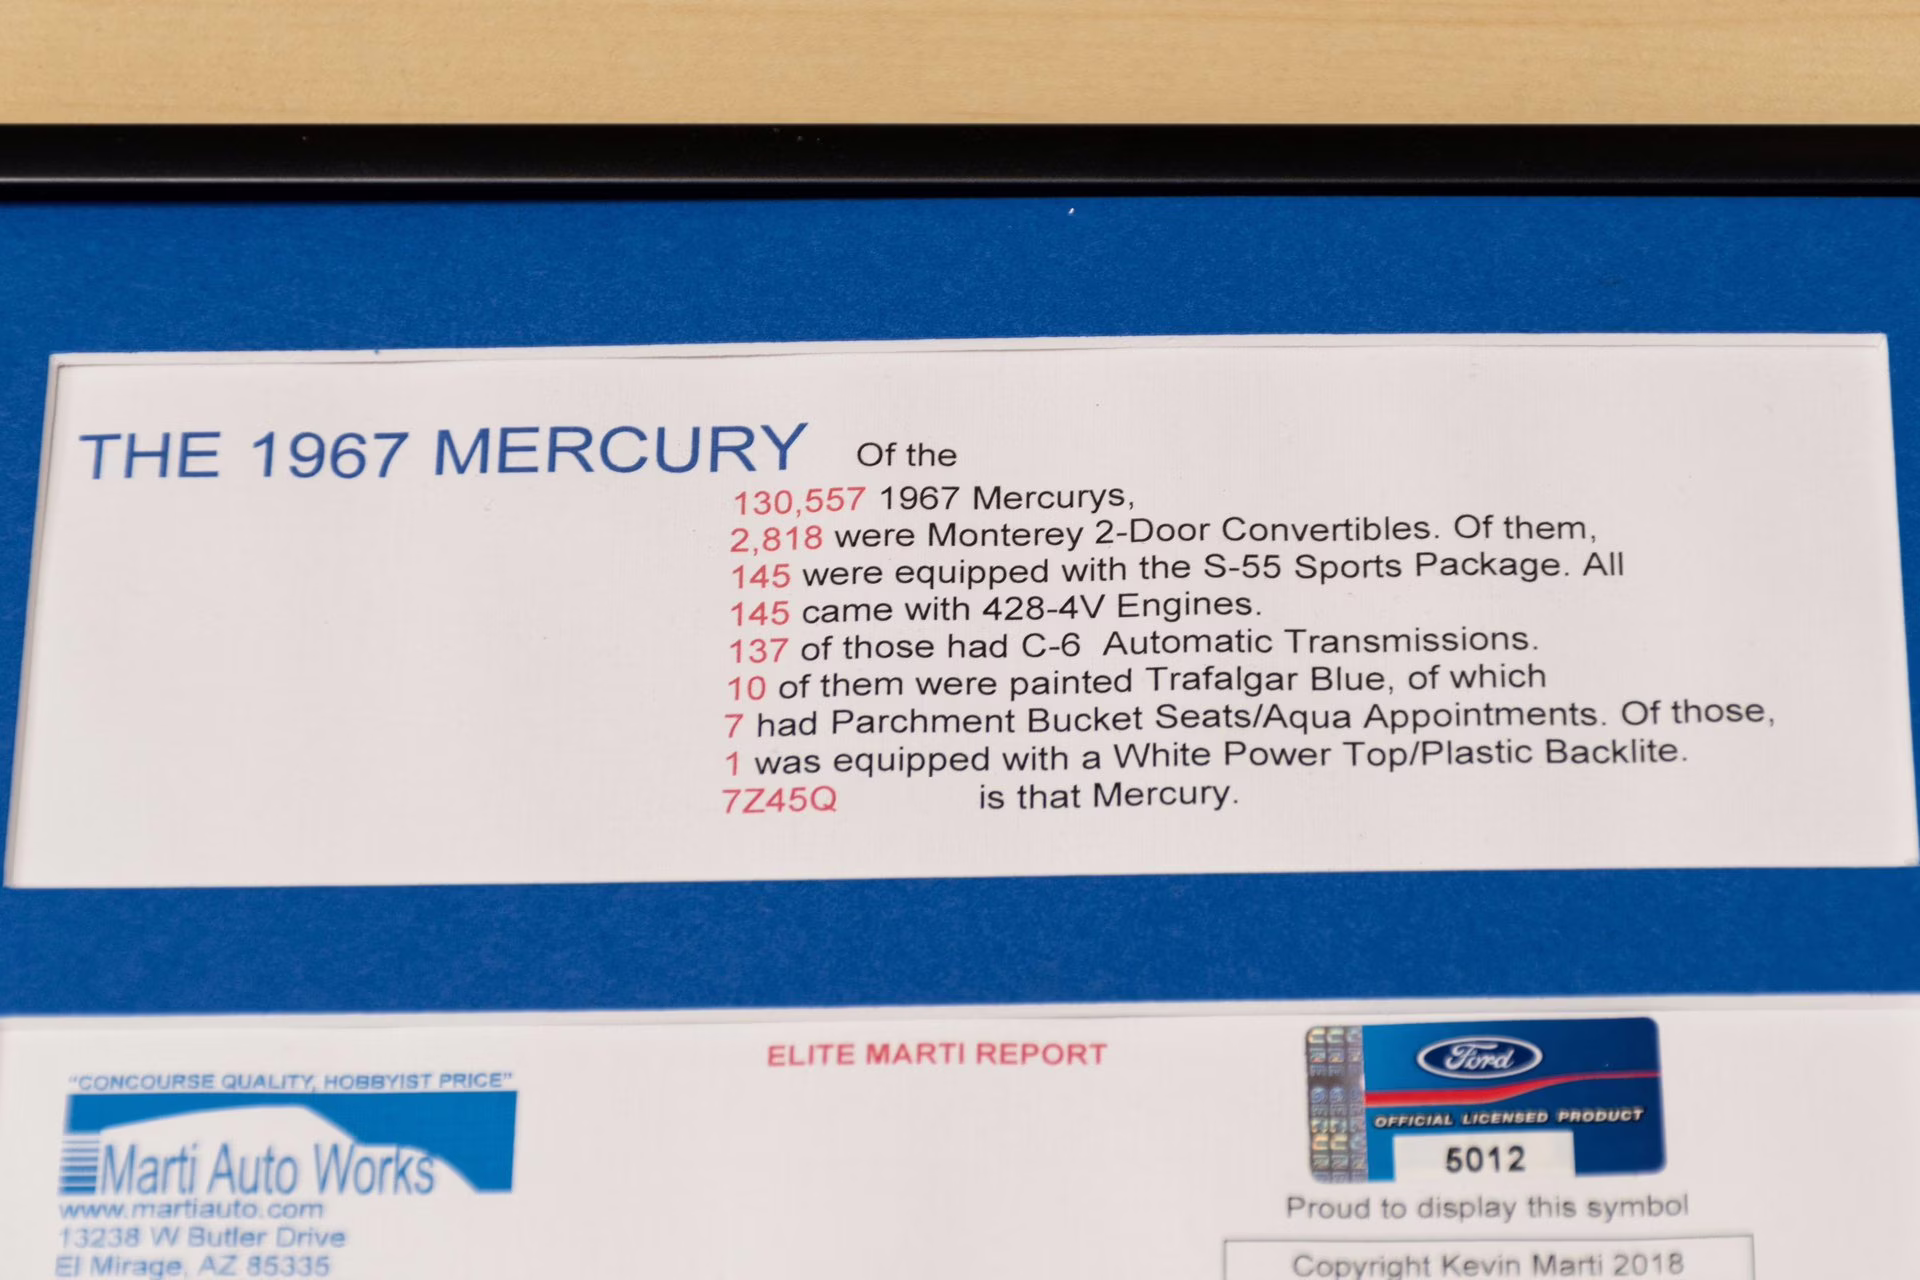 THE 1967 MERCURY Of the
130,557 1967 Mercurys,
2,818 were Monterey 2-Door Convertibles. Of them,
145 were equipped with the S-55 Sports Package. All
145 came with 428-4V Engines.
137 of those had C-6 Automatic Transmissions.
10 of them were painted Trafalgar Blue, of which
7 had Parchment Bucket Seats/Aqua Appointments. Of those,
1 was equipped with a White Power Top/Plastic Backlite.
7Z45Q is that Mercury.
ELITE MARTI REPORT
"CONCOURSE QUALITY, HOBBYIST PRICE"
Marti Auto Works
www.martiauto.com
13238 W Butler Drive
El Mirage, AZ 85335
Ford
OFFICIAL LICENSED PRODUCT
5012
Proud to display this symbol
Copyright Kevin Marti 2018